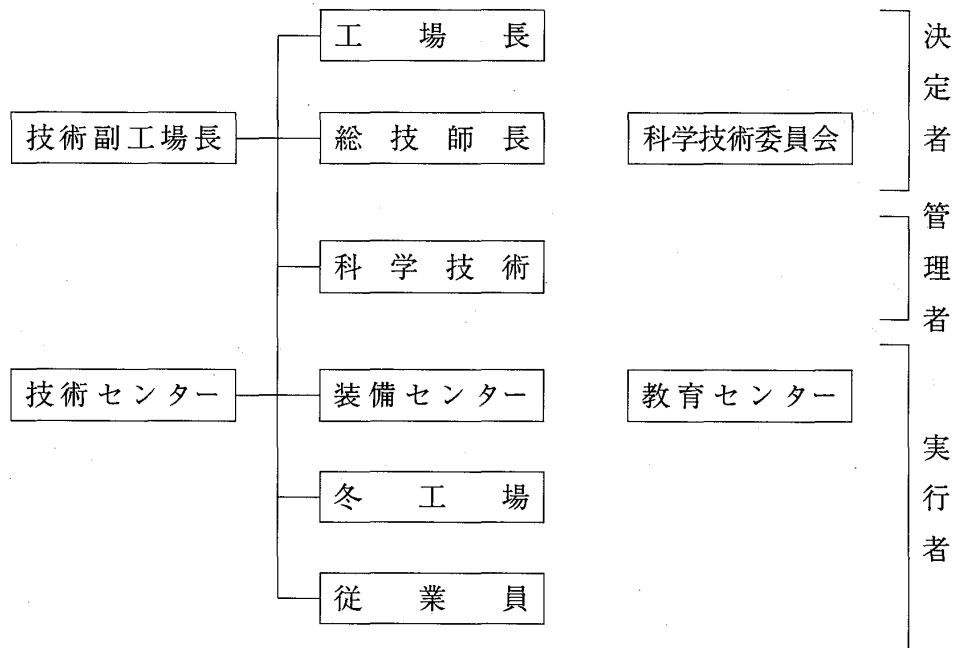 工場長
決定者
技術副工場長
総技師長
科学技術委員会
科学技術
管理者
技術センター
装備センター
教育センター
冬工場
実行者
従業員